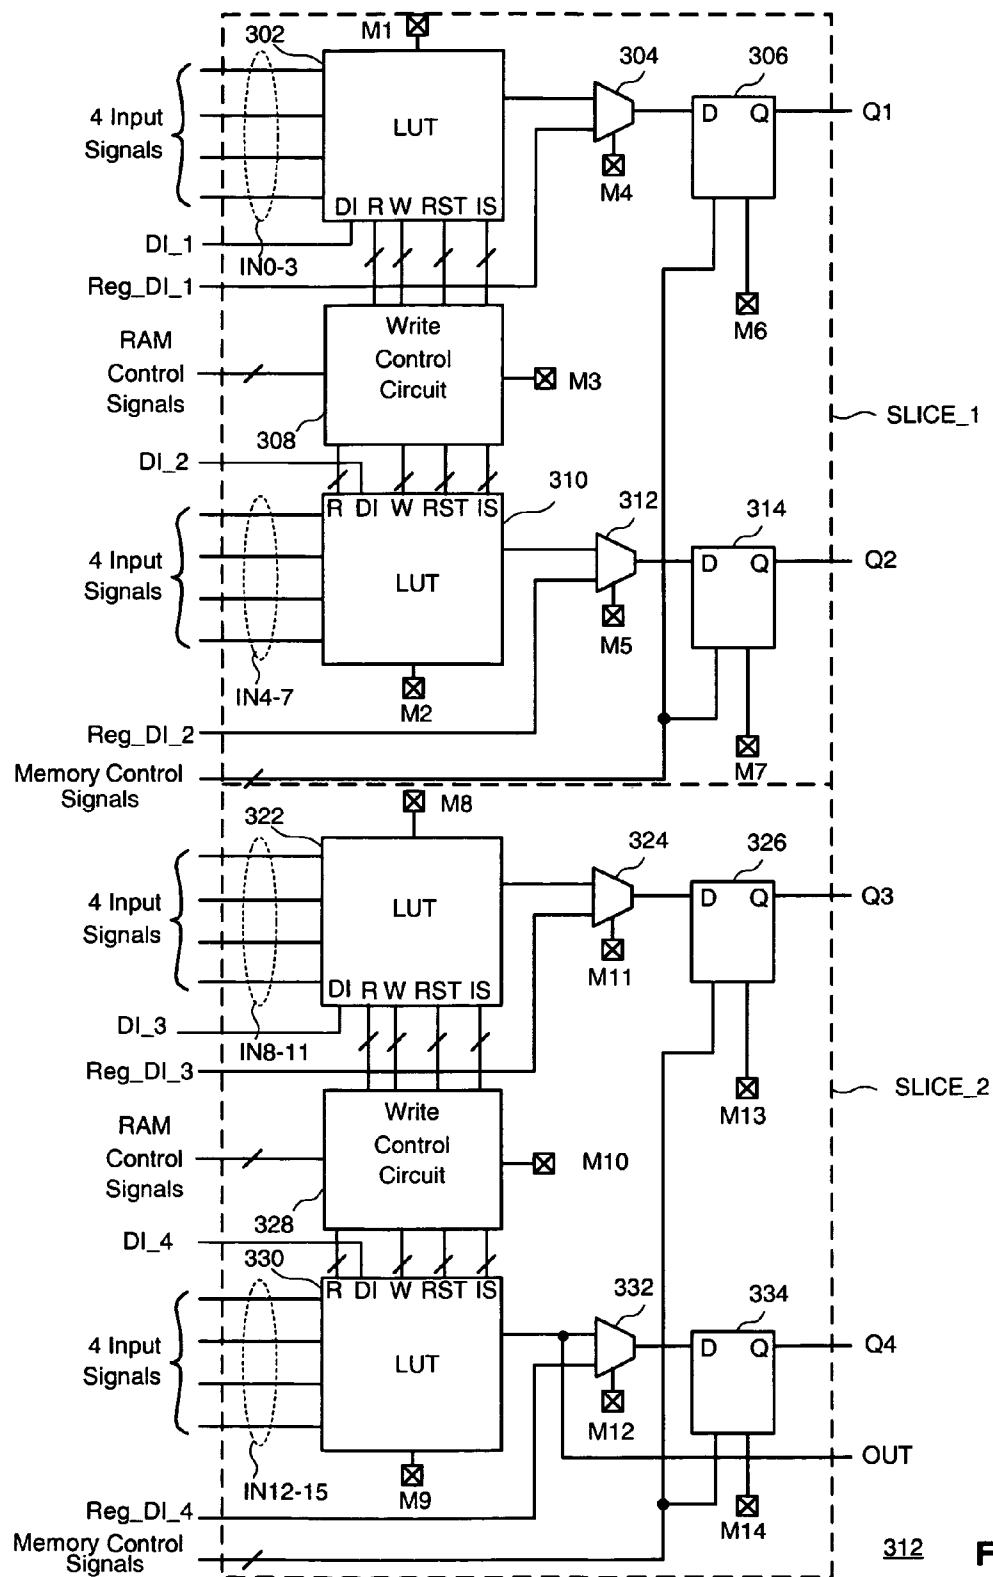 M1
302
304
306
4 Input
Signals
LUT
D Q
Q1
M4
DI R W RST IS
DI_1
IN0-3
Reg_DI_1
M6
RAM
Control
Signals
Write
Control
Circuit
M3
308
SLICE_1
DI_2
310
312
314
R DI W RST IS
4 Input
Signals
LUT
D Q
Q2
M5
IN4-7
M2
Reg_DI_2
M7
Memory Control
Signals
M8
322
324
326
4 Input
Signals
LUT
D Q
Q3
M11
DI R W RST IS
DI_3
IN8-11
Reg_DI_3
M13
SLICE_2
RAM
Control
Signals
Write
Control
Circuit
M10
328
DI_4
330
332
334
R DI W RST IS
4 Input
Signals
LUT
D Q
Q4
M12
OUT
IN12-15
M9
Reg_DI_4
M14
Memory Control
Signals
312
F